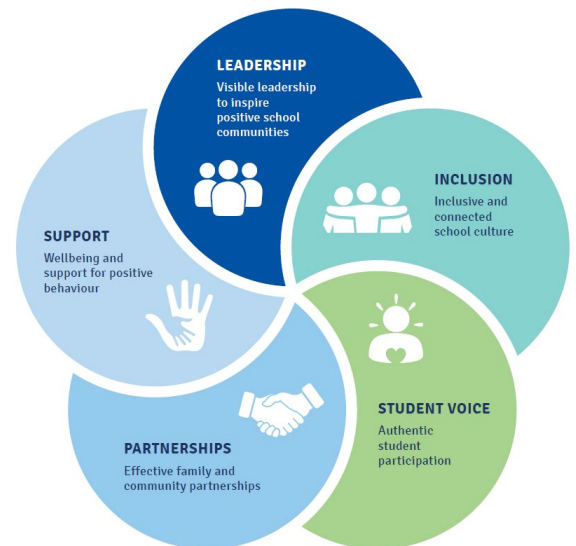 LEADERSHIP
Visible leadership
to inspire
positive school
communities
INCLUSION
Inclusive and
connected
school culture
STUDENT VOICE
Authentic
student
participation
PARTNERSHIPS
Effective family and
community partnerships
SUPPORT
Wellbeing and
support for positive
behaviour